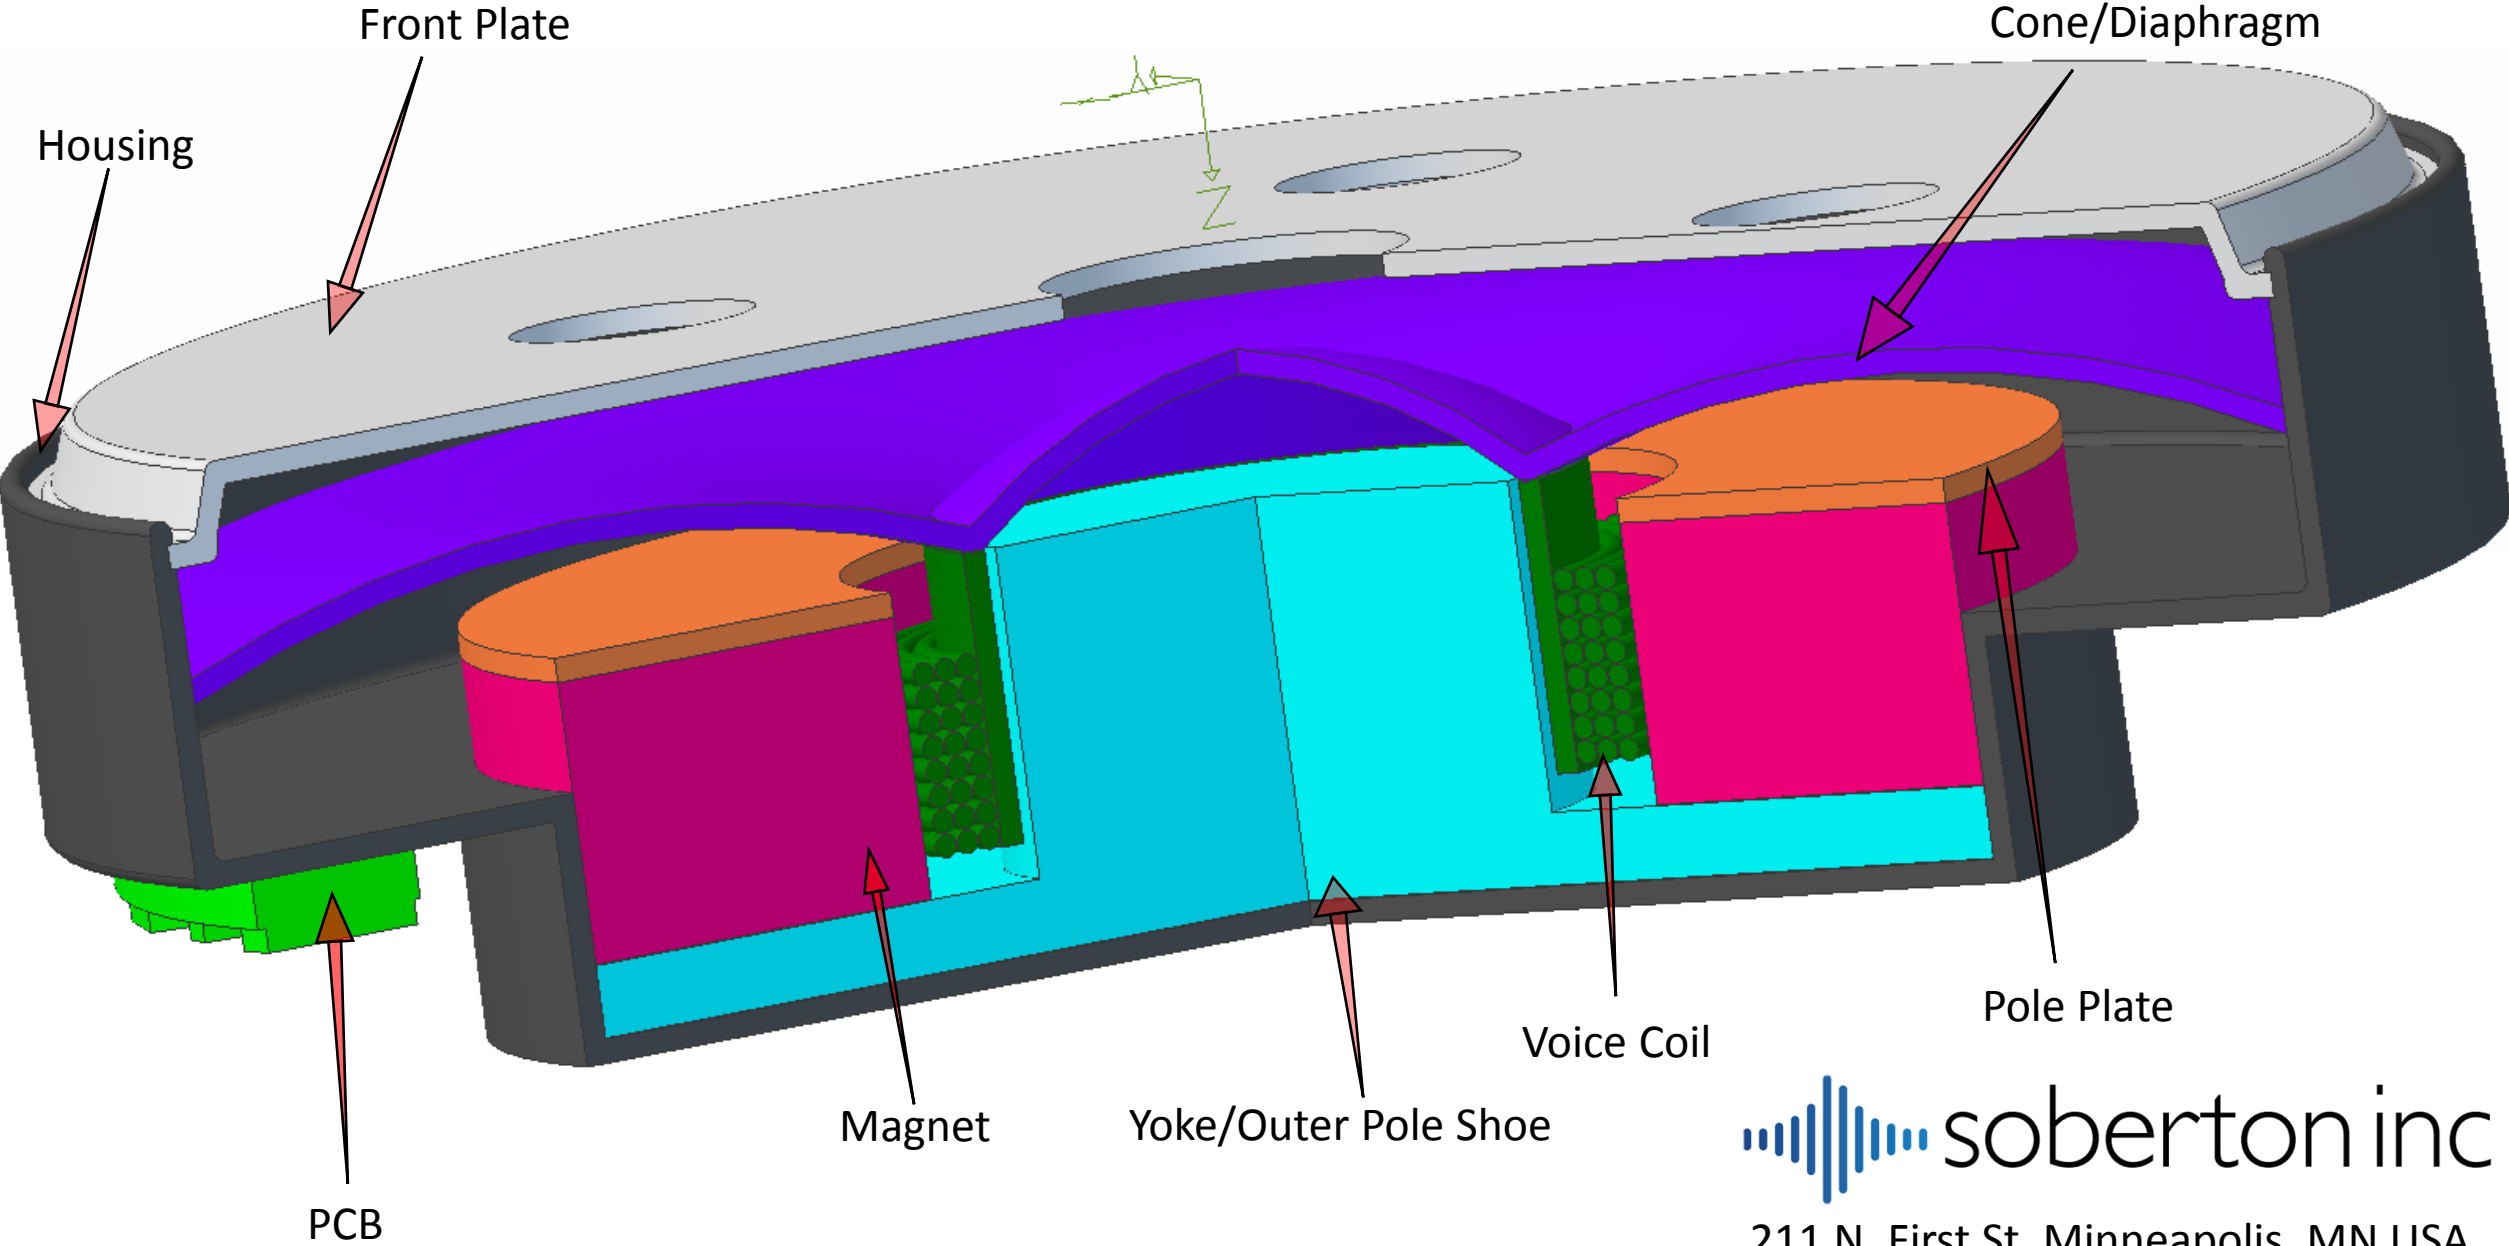 Front Plate
Cone/Diaphragm
Housing
Z
Pole Plate
Voice Coil
Magnet
Yoke/Outer Pole Shoe
soberton inc
PCB
211 N. First St. Minneapolis, MN USA